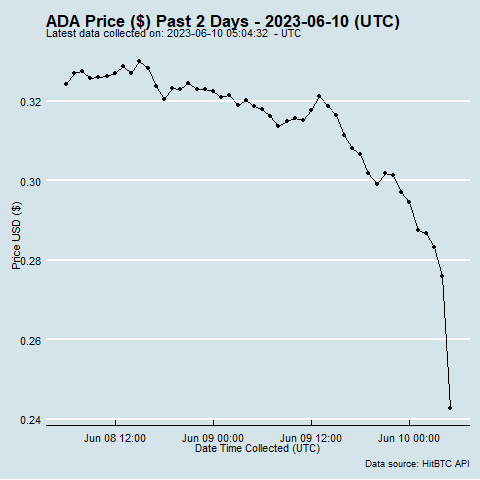 ADA Price ($) Past 2 Days - 2023-06-10 (UTC)
Latest data collected on: 2023-06-10 05:04:32  - UTC
Price USD ($)
0.32
0.30
0.28
0.26
0.24
Jun 08 12:00
Jun 09 00:00
Jun 09 12:00
Jun 10 00:00
Date Time Collected (UTC)
Data source: HitBTC API